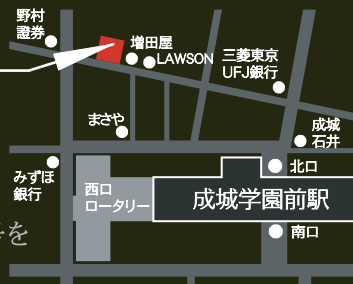 野村
證券
増田屋
LAWSON
三菱東京
UFJ銀行
まさや
成城
石井
みずほ
銀行
北口
西口
ロータリー
成城学園前駅
南口
を